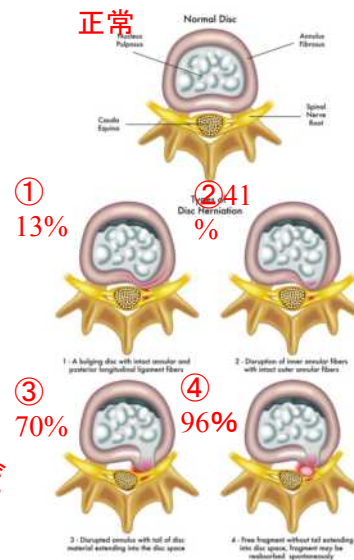 正常
Normal Disc
Nucleus
Pulposus
Annulus
Fibrosus
Cauda
Equina
Spinal
Nerve
Root
Types of
Disc Herniation
①
13%
②41
%
1 - A bulging disc with intact annular and
posterior longitudinal ligament fibers
2 - Disruption of inner annular fibers
with intact outer annular fibers
③
70%
④
96%
3 - Disrupted annulus with tail of disc
material extending into the disc space
4 - Free fragment without tail extending
into disc space, fragment may be
reabsorbed spontaneously